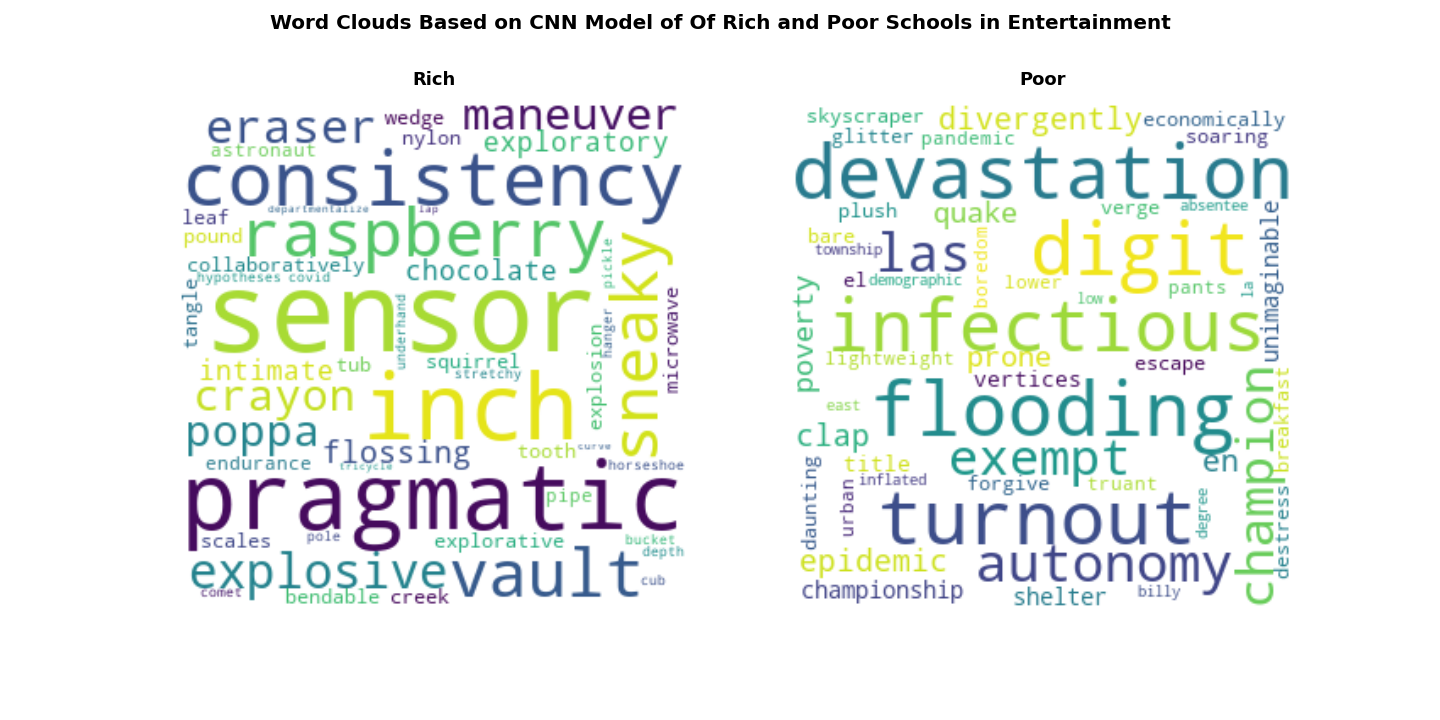 Word Clouds Based on CNN Model of Of Rich and Poor Schools in Entertainment
Rich
eraser wedge maneuver
nylon
astronaut exploratory
consistency
departmentalize lap
leaf
pound raspberry
collaboratively chocolate pickle
hypotheses covid
sneaky
tangle sensor underhand hanger microwave
explosion
intimate tub squirrel
stretchy
crayon inch
poppa flossing tooth curve
endurance tricycle horseshoe
pragmatic
pipe
scales pole explorative bucket
depth
explosive vault cub
comet bendable creek
Poor
skyscraper divergently economically
glitter pandemic soaring
devastation
plush quake verge absentee
bare las boredom digit unimaginable
township
el demographic lower pants la
low
poverty infectious
lightweight prone escape
vertices
east flooding champion breakfast
clap exempt en
daunting title
urban inflated forgive truant
turnout degree destress
epidemic autonomy
championship shelter billy